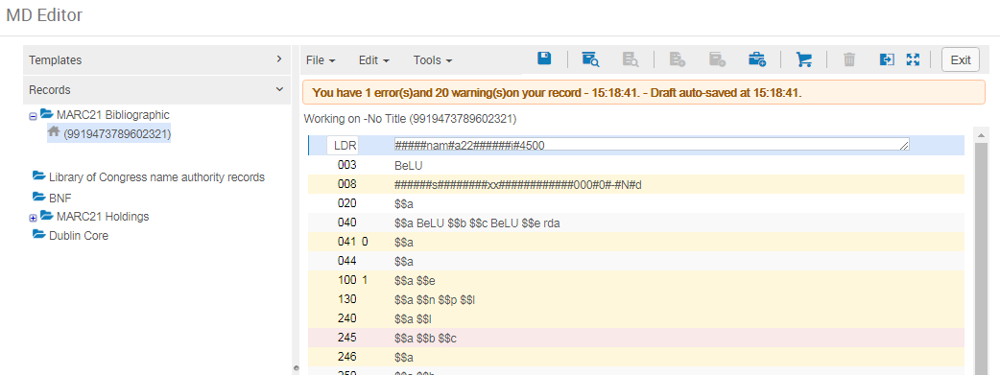 MD Editor
Templates
Records
MARC21 Bibliographic
(9919473789602321)
Library of Congress name authority records
BNF
MARC21 Holdings
Dublin Core
File Edit Tools Exit
You have 1 error(s)and 20 warning(s)on your record - 15:18:41. - Draft auto-saved at 15:18:41.
Working on -No Title (9919473789602321)
LDR #####nam#a22######i#4500
003 BeLU
008 ######s########xx############000#0#-#N#d
020 $$a
040 $$a BeLU $$b $$c BeLU $$e rda
041 0 $$a
044 $$a
100 1 $$a $$e
130 $$a $$n $$p $$l
240 $$a $$l
245 $$a $$b $$c
246 $$a